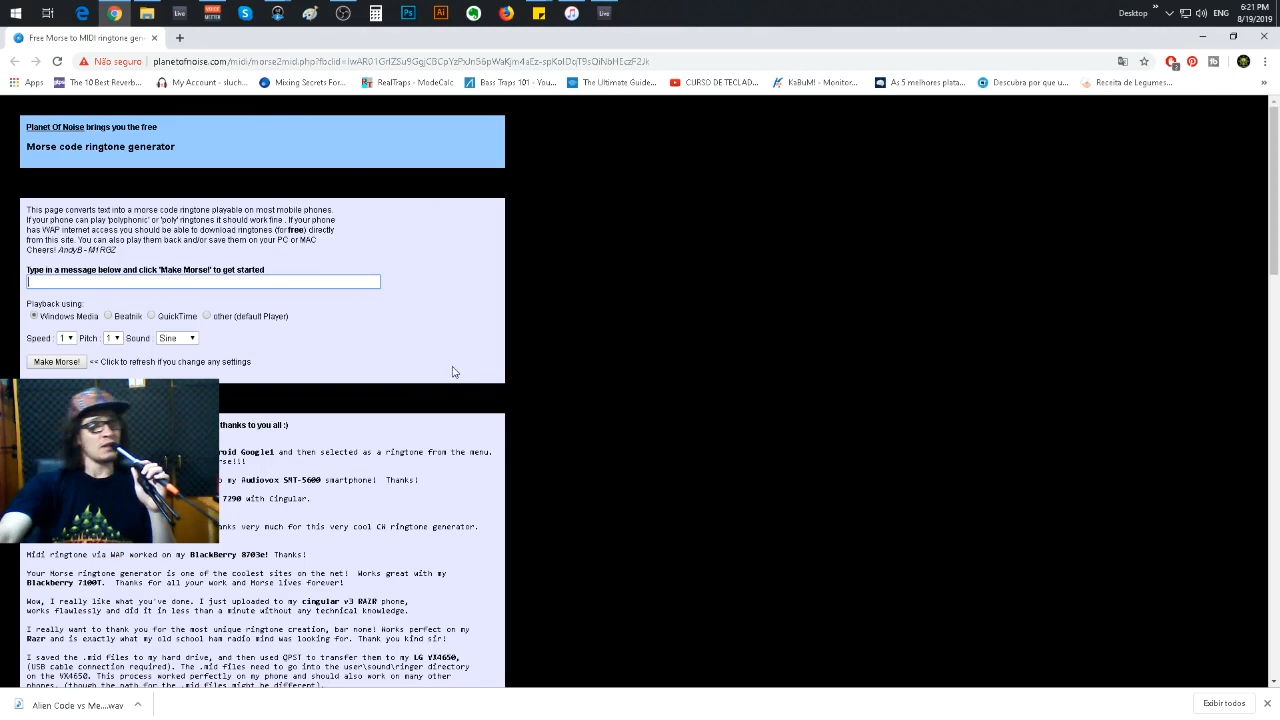 Desktop
ENG
6:21 PM
8/19/2019
Free Morse to MIDI ringtone gen
Não seguro
Apps
The 10 Best Reverb...
My Account - sluch...
Mixing Secrets For...
RealTraps - ModeCalc
Bass Traps 101 - Y...
The Ultimate Guide...
CURSO DE TECLAD...
KaBuM! - Monitor...
As 5 melhores plata...
Descubra por que u...
Receita de Legumes...
Planet Of Noise brings you the free
Morse code ringtone generator
This page converts text into a morse code ringtone playable on most mobile phones.
If your phone can play 'polyphonic' or 'poly' ringtones it should work fine . If your phone
has WAP internet access you should be able to download ringtones (for free) directly
from this site. You can also play them back and/or save them on your PC or MAC
Cheers! AndyB - M1RGZ
Type in a message below and click 'Make Morse!' to get started
Playback using:
Windows Media Beatnik QuickTime other (default Player)
Speed : 1 Pitch : 1 Sound Sine
Make Morse! << Click to refresh if you change any settings
thanks to you all :)
roid Google1 and then selected as a ringtone from the menu.
rse!!!
o my Audiovox SMT-5600 smartphone! Thanks!
7290 with Cingular.
anks very much for this very cool CW ringtone generator.
Midi ringtone via WAP worked on my BlackBerry 8703e! Thanks!
Your Morse ringtone generator is one of the coolest sites on the net! Works great with my
Blackberry 7100T. Thanks for all your work and Morse lives forever!
Wow, I really like what you've done. I just uploaded to my cingular v3 RAZR phone,
works flawlessly and did it in less than a minute without any technical knowledge.
I really want to thank you for the most unique ringtone creation, bar none! Works perfect on my
Razr and is exactly what my old school ham radio mind was looking for. Thank you kind sir!
I saved the .mid files to my hard drive, and then used QPST to transfer them to my LG VX4650,
(USB cable connection required). The .mid files need to go into the user\sound\ringer directory
on the VX4650. This process worked perfectly on my phone and should also work on many other
phones. (though the path for the .mid files might be different).
Alien Code vs Me....wav
Exibir todos